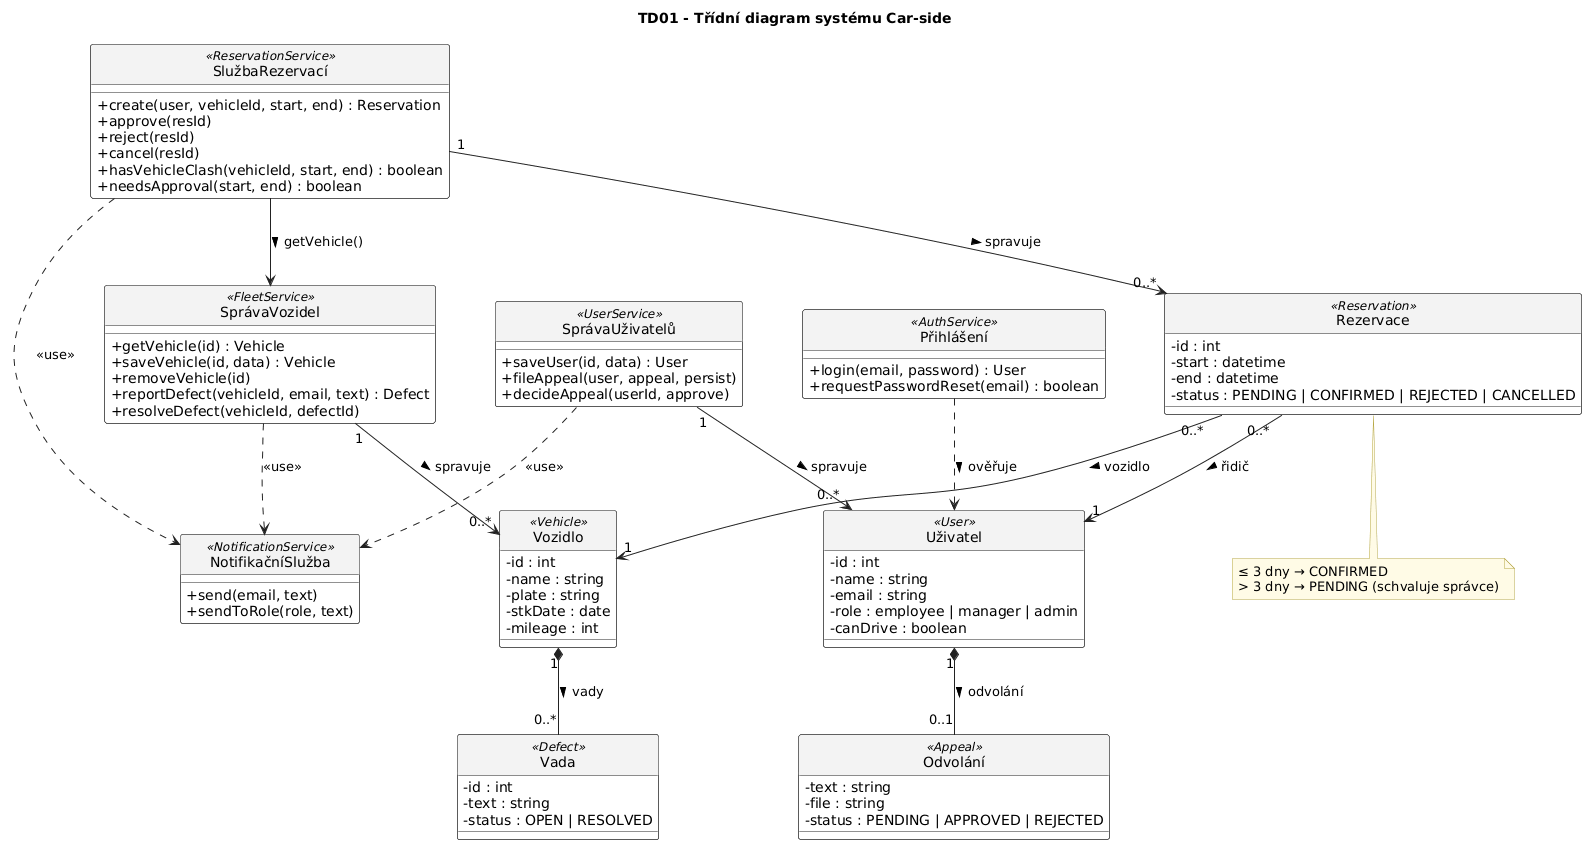 TD01 - Třídní diagram systému Car-side
«ReservationService»
SlužbaRezervací
+create(user, vehicleId, start, end) : Reservation
+approve(resId)
+reject(resId)
+cancel(resId)
+hasVehicleClash(vehicleId, start, end) : boolean
+needsApproval(start, end) : boolean
1
spravuje
0..*
getVehicle()
«use»
«FleetService»
SprávaVozidel
+getVehicle(id) : Vehicle
+saveVehicle(id, data) : Vehicle
+removeVehicle(id)
+reportDefect(vehicleId, email, text) : Defect
+resolveDefect(vehicleId, defectId)
«UserService»
SprávaUživatelů
+saveUser(id, data) : User
+fileAppeal(user, appeal, persist)
+decideAppeal(userId, approve)
«AuthService»
Přihlášení
+login(email, password) : User
+requestPasswordReset(email) : boolean
«Reservation»
Rezervace
-id : int
-start : datetime
-end : datetime
-status : PENDING | CONFIRMED | REJECTED | CANCELLED
1
1
0..*
0..*
«use»
spravuje
«use»
spravuje
ověřuje
vozidlo
řidič
0..*
0..*
1
1
«NotificationService»
NotifikačníSlužba
+send(email, text)
+sendToRole(role, text)
«Vehicle»
Vozidlo
-id : int
-name : string
-plate : string
-stkDate : date
-mileage : int
«User»
Uživatel
-id : int
-name : string
-email : string
-role : employee | manager | admin
-canDrive : boolean
≤ 3 dny → CONFIRMED
> 3 dny → PENDING (schvaluje správce)
1
vady
0..*
1
odvolání
0..1
«Defect»
Vada
-id : int
-text : string
-status : OPEN | RESOLVED
«Appeal»
Odvolání
-text : string
-file : string
-status : PENDING | APPROVED | REJECTED